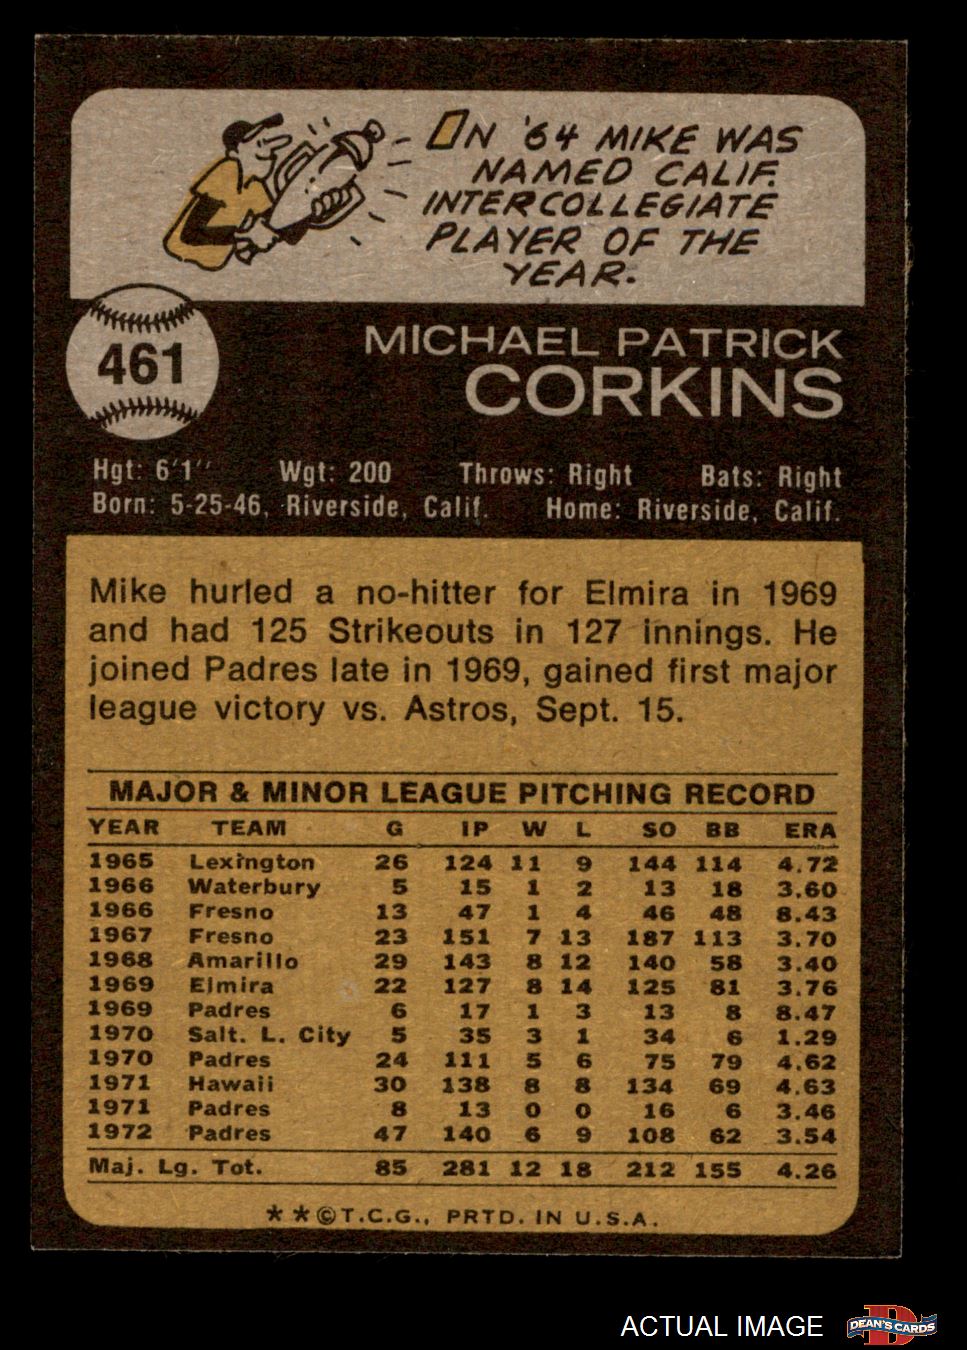 ON '64 MIKE WAS
NAMED CALIF.
INTERCOLLEGIATE
PLAYER OF THE
YEAR.
461
MICHAEL PATRICK
CORKINS
Hgt: 6'1'' Wgt: 200 Throws: Right Bats: Right
Born: 5-25-46, Riverside, Calif. Home: Riverside, Calif.
Mike hurled a no-hitter for Elmira in 1969
and had 125 Strikeouts in 127 innings. He
joined Padres late in 1969, gained first major
league victory vs. Astros, Sept. 15.
MAJOR & MINOR LEAGUE PITCHING RECORD
YEAR TEAM G IP W L SO BB ERA
1965 Lexington 26 124 11 9 144 114 4.72
1966 Waterbury 5 15 1 2 13 18 3.60
1966 Fresno 13 47 1 4 46 48 8.43
1967 Fresno 23 151 7 13 187 113 3.70
1968 Amarillo 29 143 8 12 140 58 3.40
1969 Elmira 22 127 8 14 125 81 3.76
1969 Padres 6 17 1 3 13 8 8.47
1970 Salt. L. City 5 35 3 1 34 6 1.29
1970 Padres 24 111 5 6 75 79 4.62
1971 Hawaii 30 138 8 8 134 69 4.63
1971 Padres 8 13 0 0 16 6 3.46
1972 Padres 47 140 6 9 108 62 3.54
Maj. Lg. Tot. 85 281 12 18 212 155 4.26
**©T.C.G., PRTD. IN U.S.A.
ACTUAL IMAGE
DEAN'S CARDS